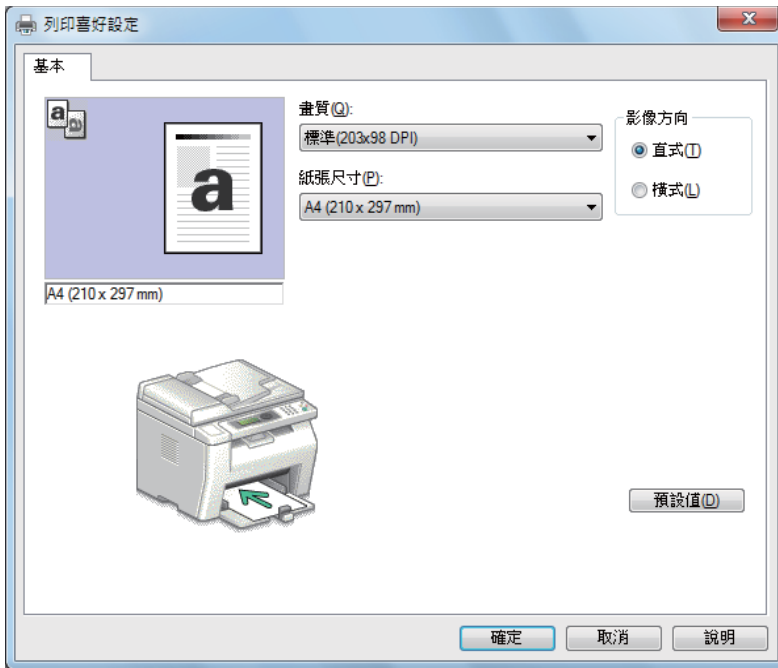 列印喜好設定
基本
畫質(Q):
標準(203x98 DPI)
紙張尺寸(P):
A4 (210 x 297 mm)
影像方向
直式(T)
橫式(L)
a
a
a
A4 (210 x 297 mm)
預設值(D)
確定
取消
說明